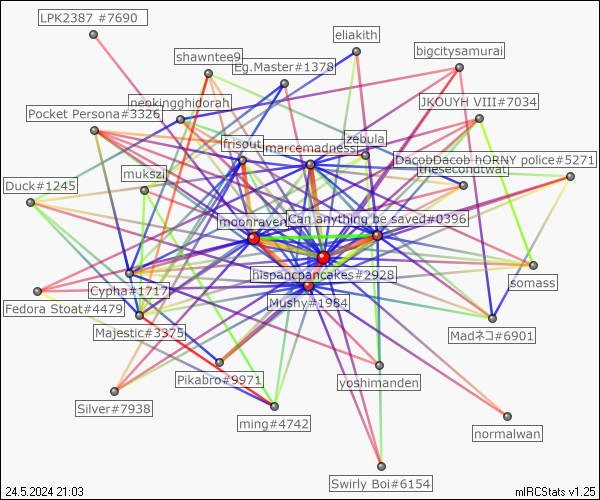 LPK2387 #7690
eliakith
bigcitysamurai
shawntee9
Eg.Master#1378
neokingghidorah
JKOUYH VIII#7034
Pocket Persona#3326
frisout
marcemadness
zebula
DacobDacob hORNY police#5271
mukszi
thesecondtwat
Duck#1245
moonraven
Can anything be saved#0396
hispancpancakes#2928
somass
Cypha#1717
Mushy#1984
Fedora Stoat#4479
Majestic#3375
Madネコ#6901
Pikabro#9971
yoshimanden
Silver#7938
ming#4742
normalwan
Swirly Boi#6154
24.5.2024 21:03
mIRCStats v1.25